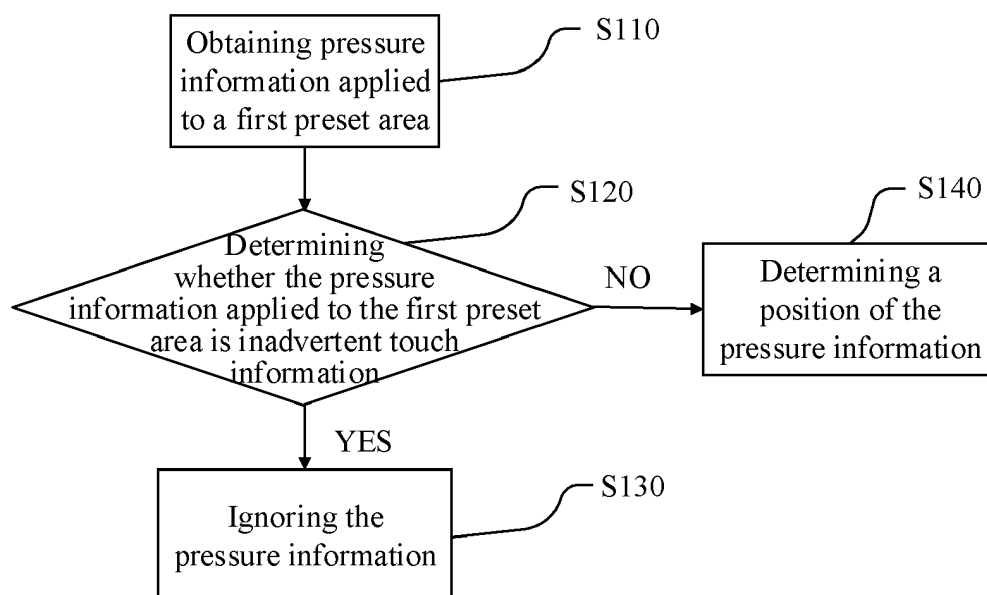 Obtaining pressure
information applied
to a first preset area
S110
Determining
whether the pressure
information applied to the first preset
area is inadvertent touch
information
S120
NO
Determining a
position of the
pressure information
S140
YES
Ignoring the
pressure information
S130